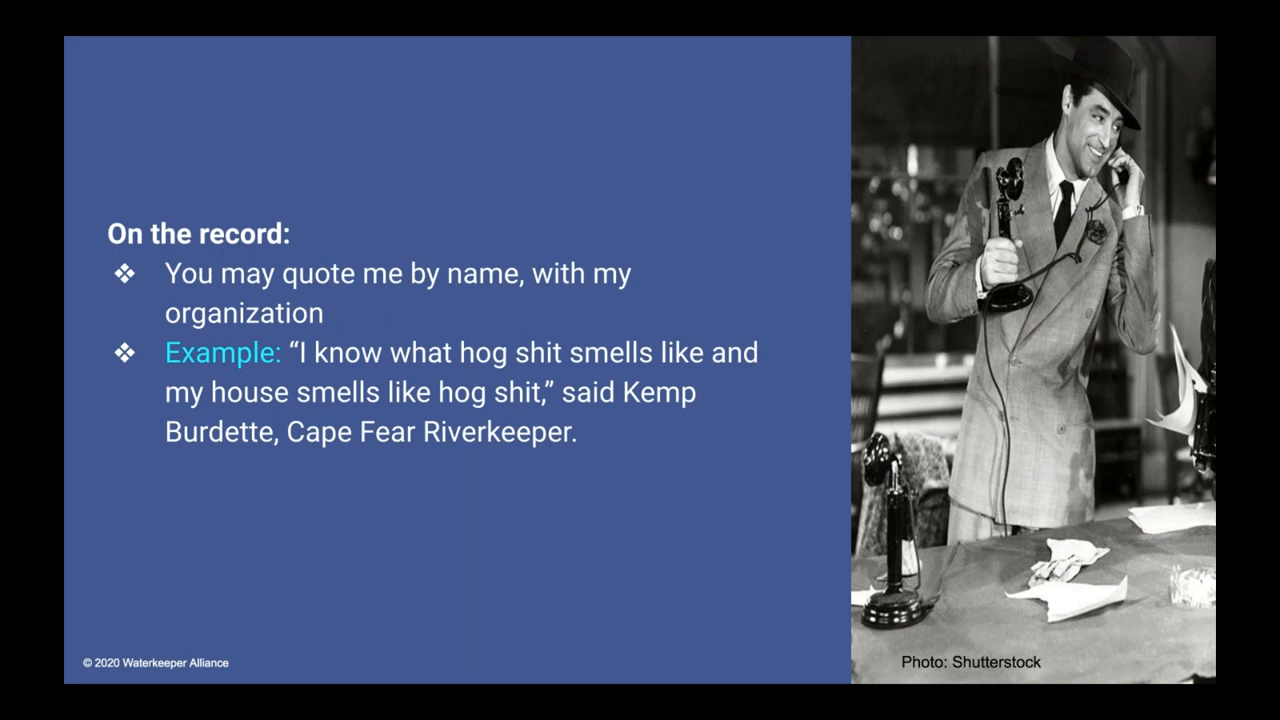 On the record:
❖ You may quote me by name, with my
organization
❖ Example: “I know what hog shit smells like and
my house smells like hog shit,” said Kemp
Burdette, Cape Fear Riverkeeper.
© 2020 Waterkeeper Alliance
Photo: Shutterstock